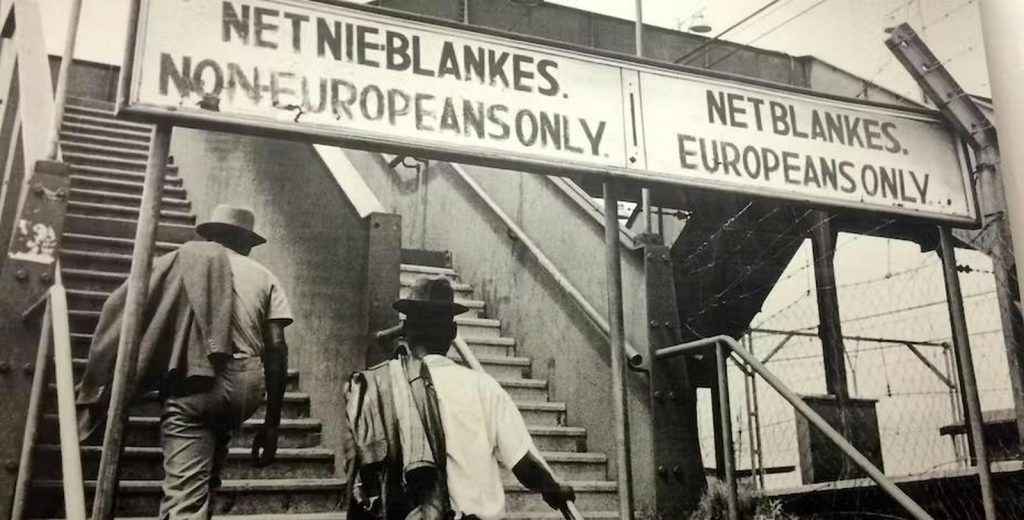 NET NIE-BLANKES.
NON-EUROPEANS ONLY.
NET BLANKES.
EUROPEANS ONLY.